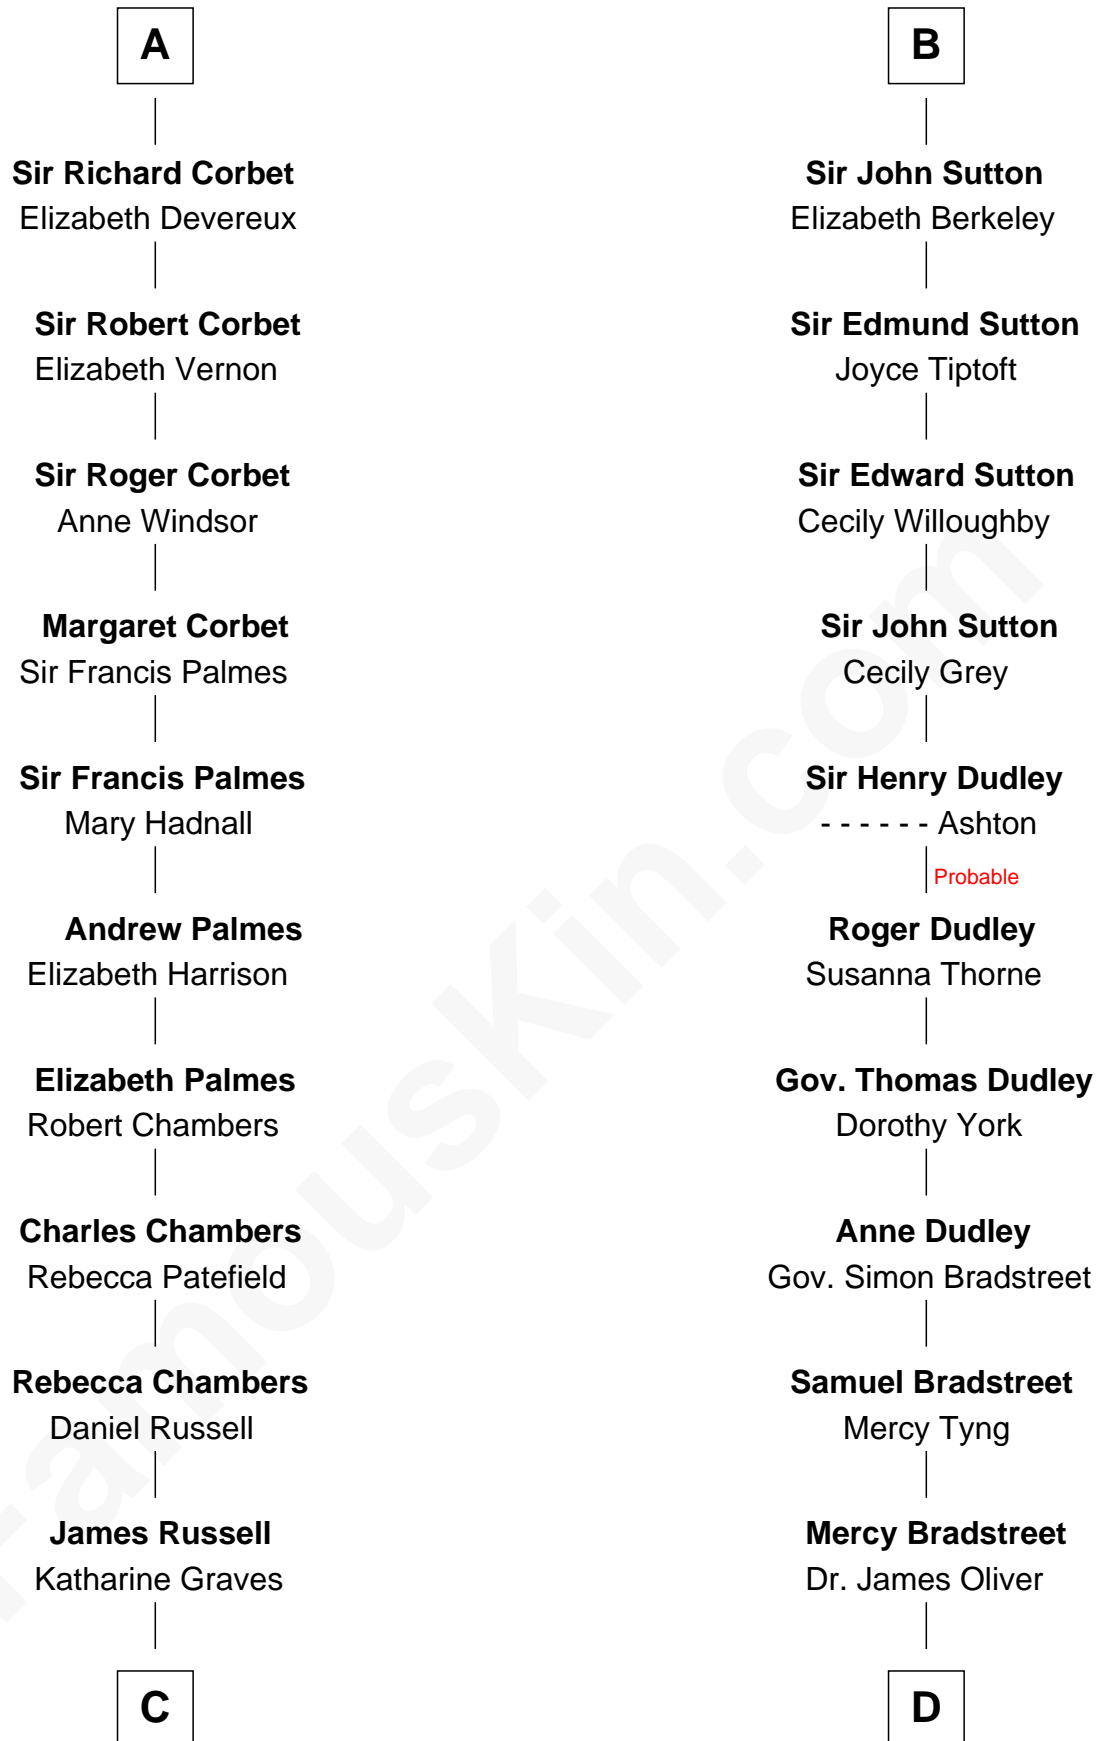 A
Sir Richard Corbet
Elizabeth Devereux
Sir Robert Corbet
Elizabeth Vernon
Sir Roger Corbet
Anne Windsor
Margaret Corbet
Sir Francis Palmes
Sir Francis Palmes
Mary Hadnall
Andrew Palmes
Elizabeth Harrison
Elizabeth Palmes
Robert Chambers
Charles Chambers
Rebecca Patefield
Rebecca Chambers
Daniel Russell
James Russell
Katharine Graves
C
B
Sir John Sutton
Elizabeth Berkeley
Sir Edmund Sutton
Joyce Tiptoft
Sir Edward Sutton
Cecily Willoughby
Sir John Sutton
Cecily Grey
Sir Henry Dudley
- - - - - - Ashton
Probable
Roger Dudley
Susanna Thorne
Gov. Thomas Dudley
Dorothy York
Anne Dudley
Gov. Simon Bradstreet
Samuel Bradstreet
Mercy Tyng
Mercy Bradstreet
Dr. James Oliver
D
FamousKin.com